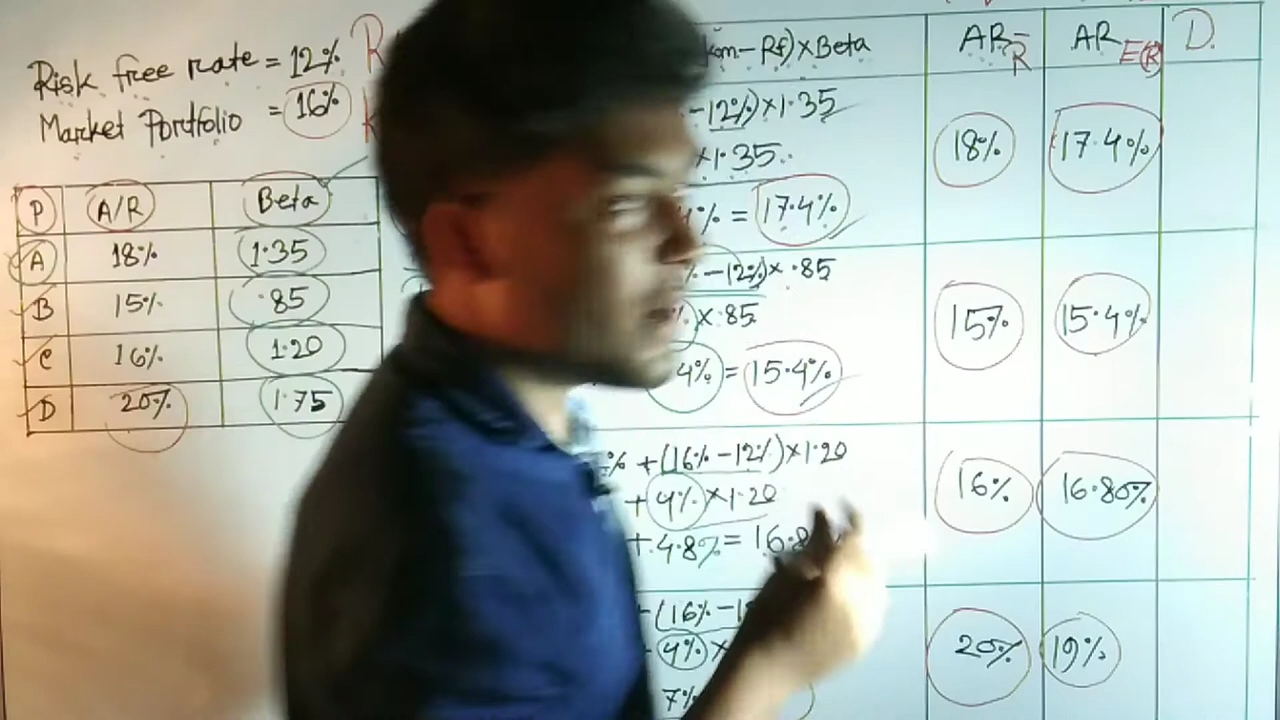 Risk free rate = 12% R
Market Portfolio = 16% k
P A/R Beta
A 18% 1.35
B 15% .85
C 16% 1.20
D 20% 1.75
km-Rf)×Beta AR R AR E(R) D.
-12%)×1.35
×1.35
4% = 17.4% 18% 17.4%
% -12%)× .85
%)×.85
4% = 15.4% 15% 15.4%
% +(16% -12%)×1.20
+ 4% ×1.20
+ 4.8% = 16.8 16% 16.80%
+(16% -1
4% ×
7%
20% 19%